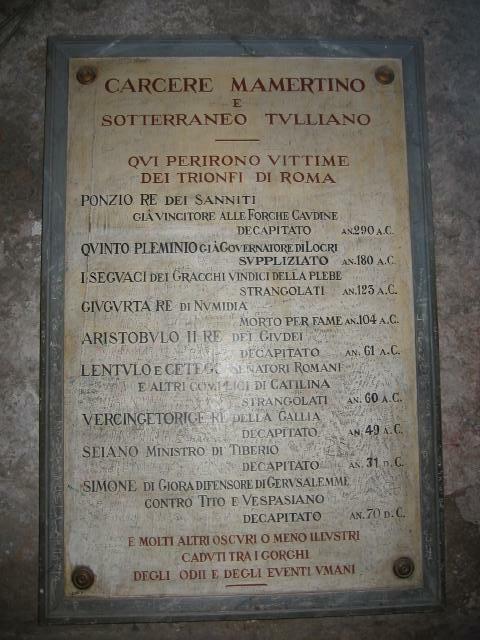 CARCERE MAMERTINO
E
SOTTERRANEO TVLLIANO
QVI PERIRONO VITTIME
DEI TRIONFI DI ROMA
PONZIO RE DEI SANNITI
GIÀ VINCITORE ALLE FORCHE CAVDINE
DECAPITATO AN.290 A.C.
QVINTO PLEMINIO GIÀ GOVERNATORE DI LOCRI
SVPPLIZIATO AN.180 A.C.
I SEGVACI DEI GRACCHI VINDICI DELLA PLEBE
STRANGOLATI AN.123 A.C.
GIVGVRTA RE DI NVMIDIA
MORTO PER FAME AN.104 A.C.
ARISTOBVLO II RE DEI GIVDEI
DECAPITATO AN. 61 A.C.
LENTVLO E CETEGO SENATORI ROMANI
E ALTRI COMPLICI DI CATILINA
STRANGOLATI AN. 60 A.C.
VERCINGETORIGE RE DELLA GALLIA
DECAPITATO AN. 49 A.C.
SEIANO MINISTRO DI TIBERIO
DECAPITATO AN. 31 D.C.
SIMONE DI GIORA DIFENSORE DI GERVSALEMME
CONTRO TITO E VESPASIANO
DECAPITATO AN. 70 D.C.
E MOLTI ALTRI OSCVRI O MENO ILLVSTRI
CADVTI TRA I GORGHI
DEGLI ODII E DEGLI EVENTI VMANI